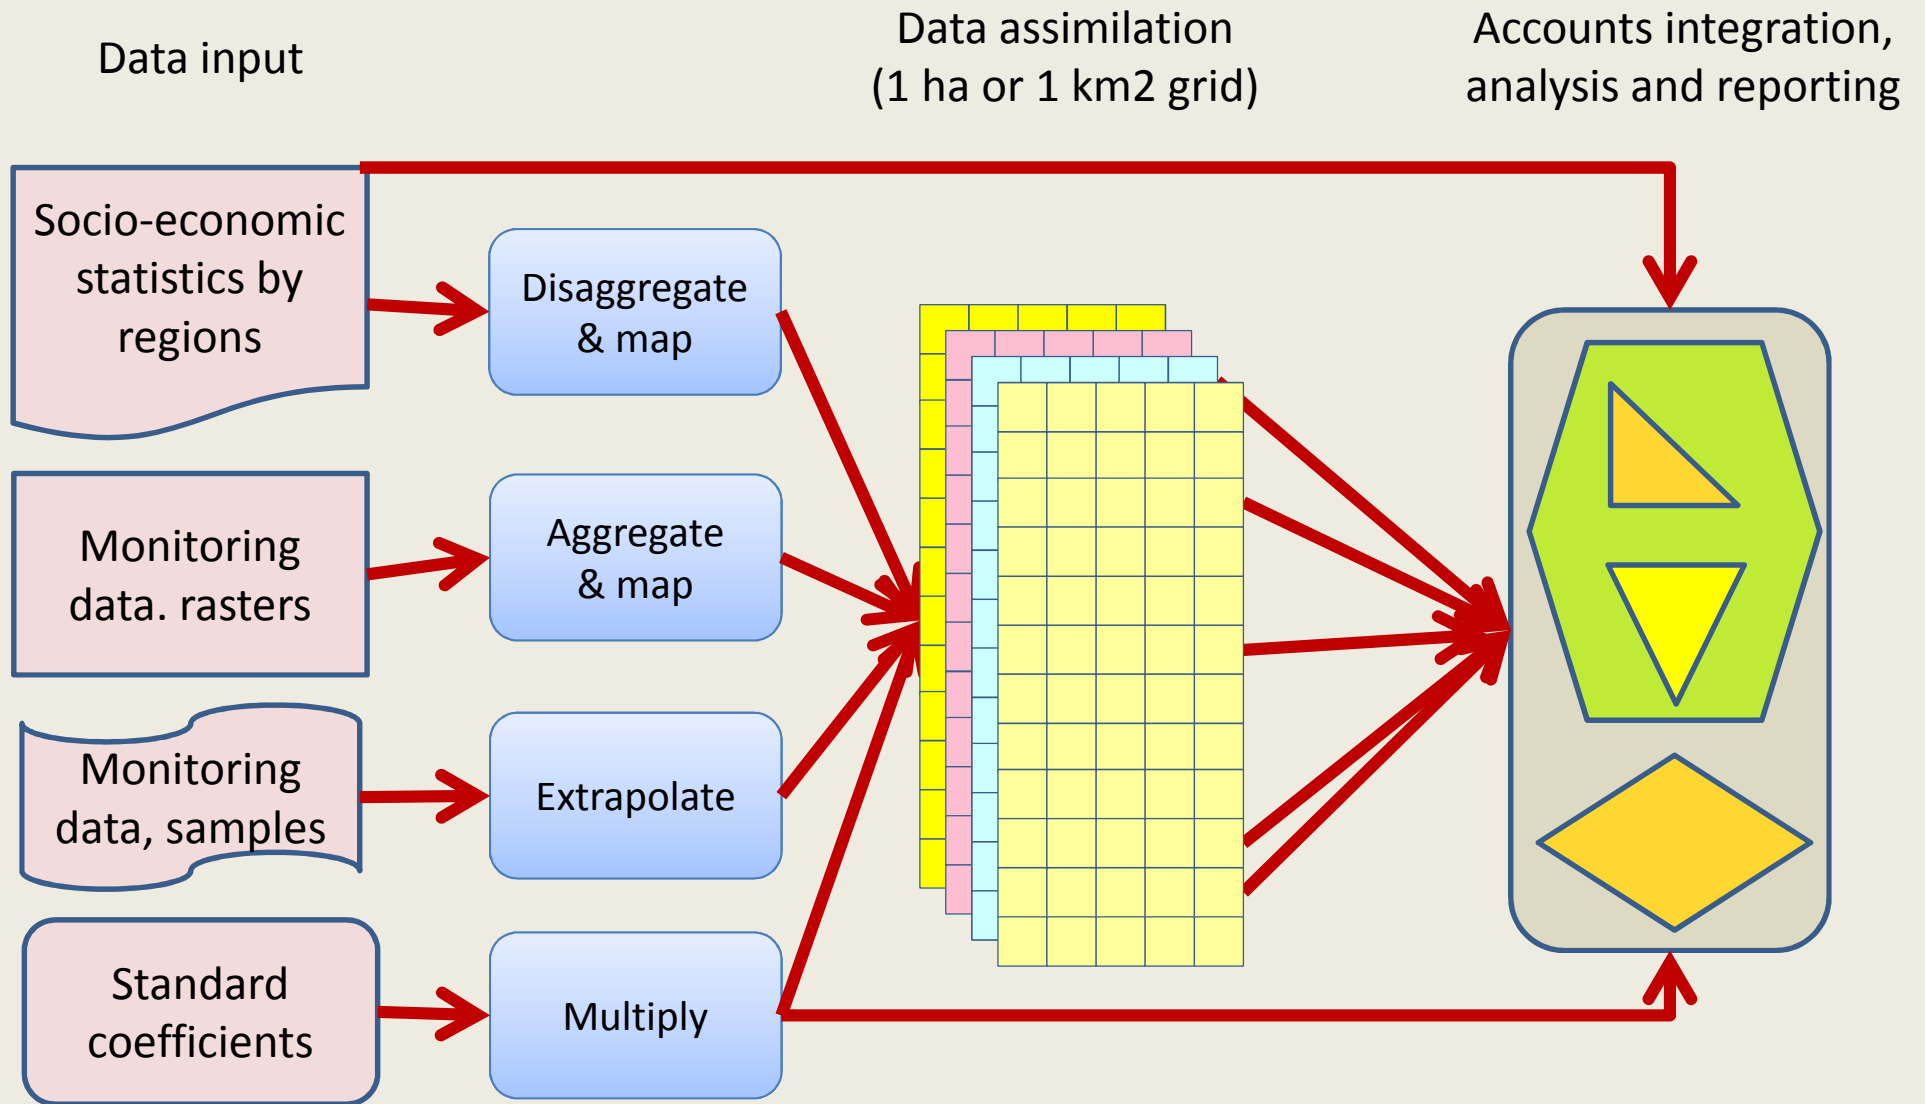 Data input
Data assimilation
(1 ha or 1 km2 grid)
Accounts integration,
analysis and reporting
Socio-economic
statistics by
regions
Disaggregate
& map
Monitoring
data. rasters
Aggregate
& map
Monitoring
data, samples
Extrapolate
Standard
coefficients
Multiply